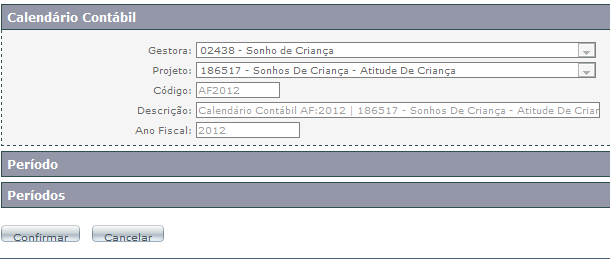 Calendário Contábil
Gestora: 02438 - Sonho de Criança
Projeto: 186517 - Sonhos De Criança - Atitude De Criança
Código: AF2012
Descrição: Calendário Contábil AF:2012 | 186517 - Sonhos De Criança - Atitude De Crian
Ano Fiscal: 2012
Período
Períodos
Confirmar Cancelar